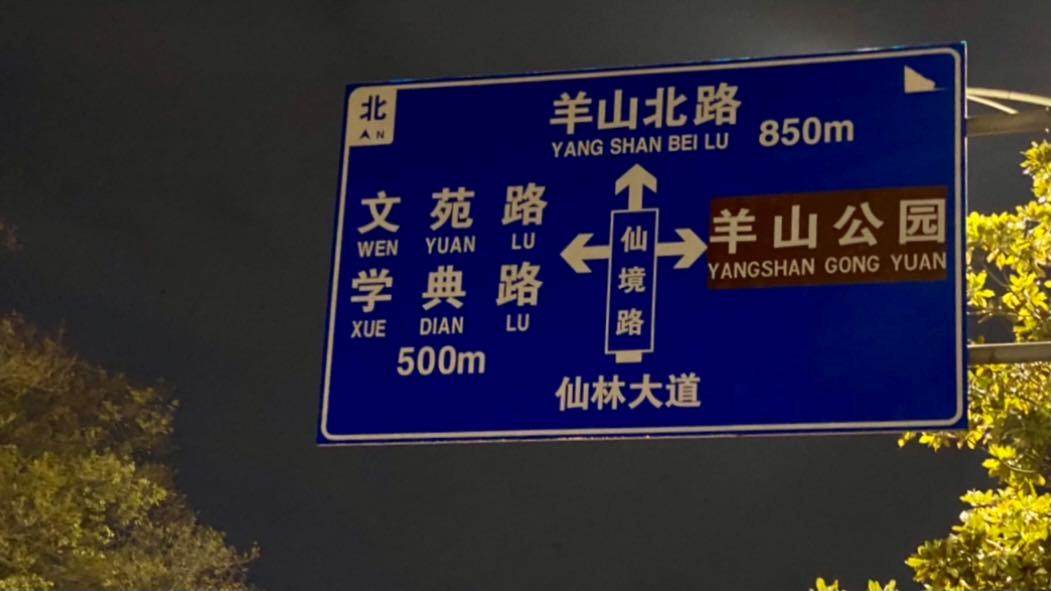 北
N
羊山北路 850m
YANG SHAN BEI LU
文苑路
WEN YUAN LU
学典路
XUE DIAN LU
500m
仙境路
羊山公园
YANGSHAN GONG YUAN
仙林大道